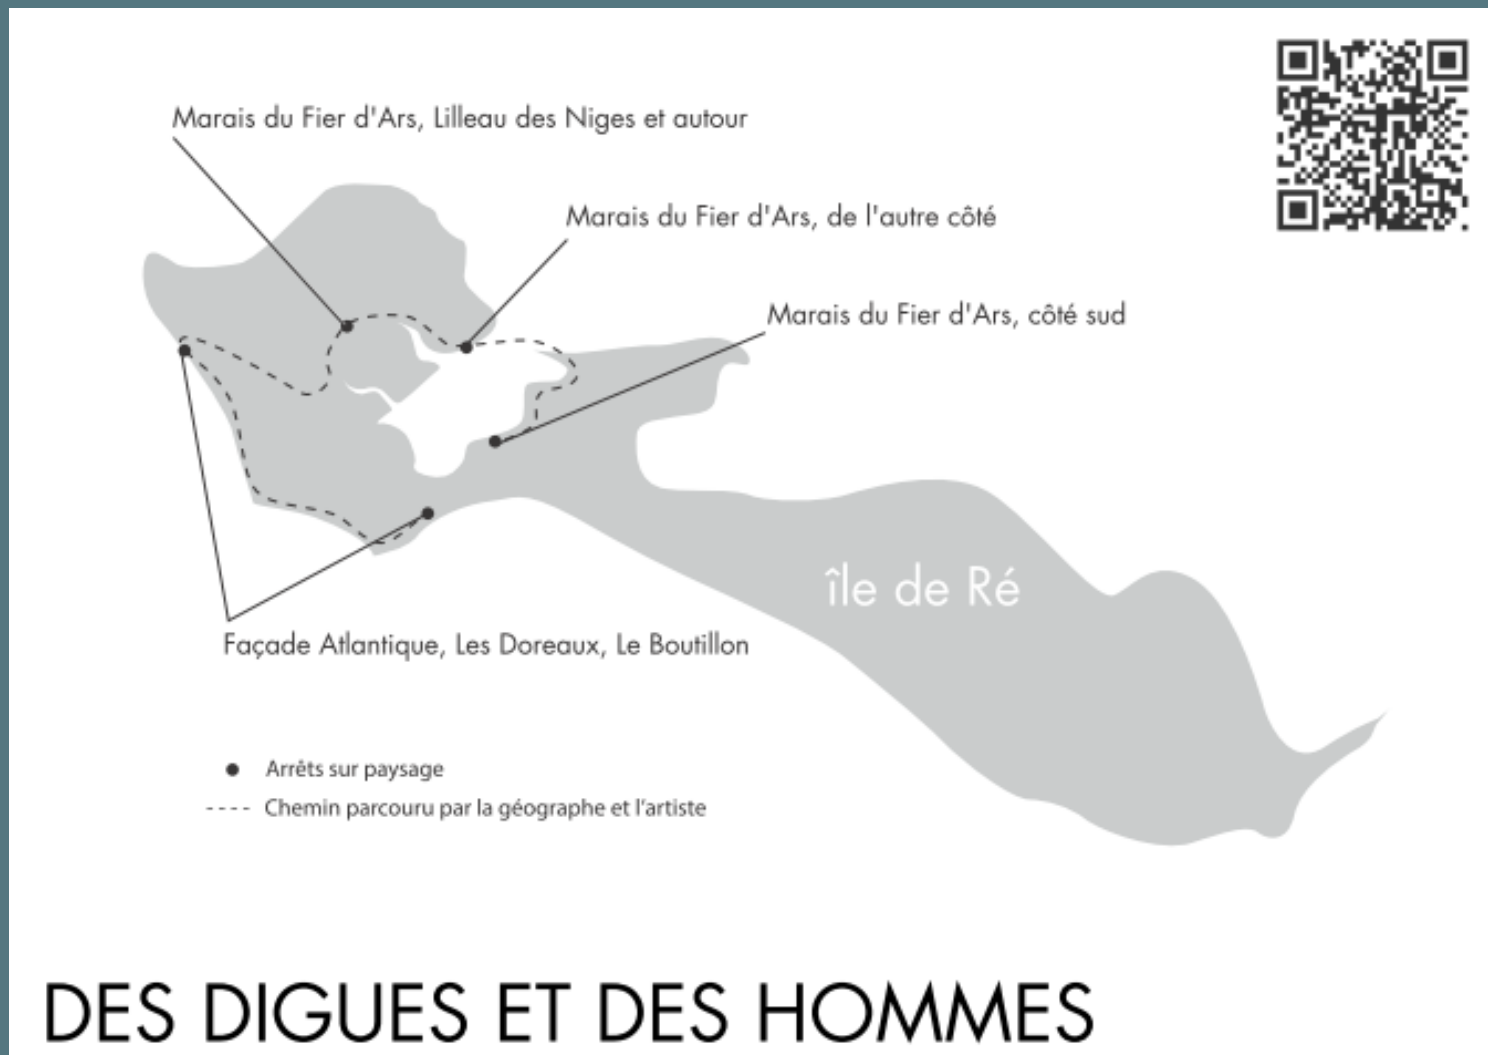 Marais du Fier d'Ars, Lilleau des Niges et autour
Marais du Fier d'Ars, de l'autre côté
Marais du Fier d'Ars, côté sud
île de Ré
Façade Atlantique, Les Doreaux, Le Boutillon
Arrêts sur paysage
Chemin parcouru par la géographe et l'artiste
DES DIGUES ET DES HOMMES